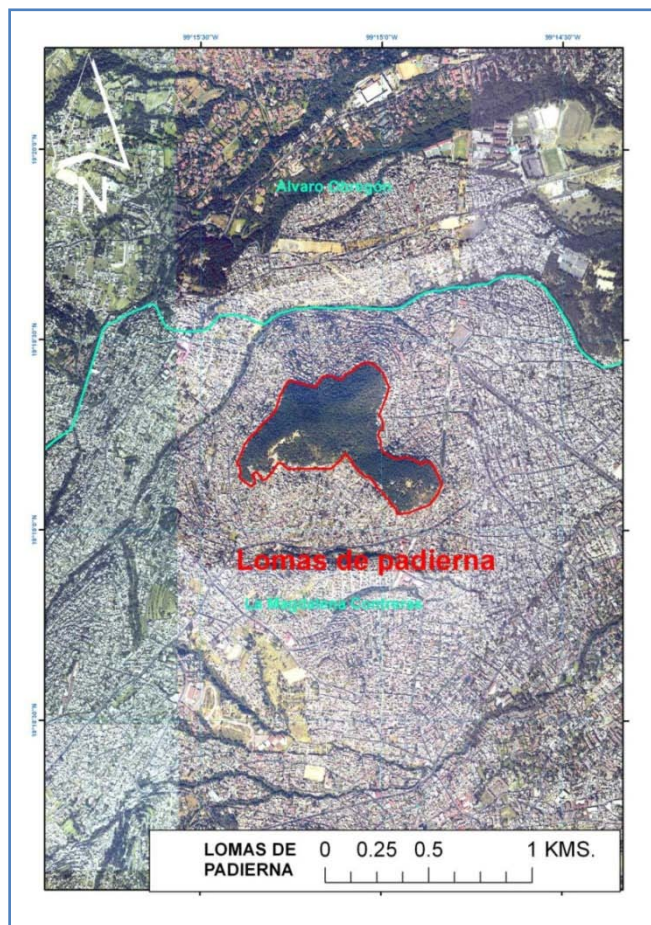 99°15'30"W
99°15'0"W
99°14'30"W
N
Alvaro Obregon
Lomas de padierna
La Magdalena Contreras
LOMAS DE
PADIERNA
0 0.25 0.5 1 KMS.